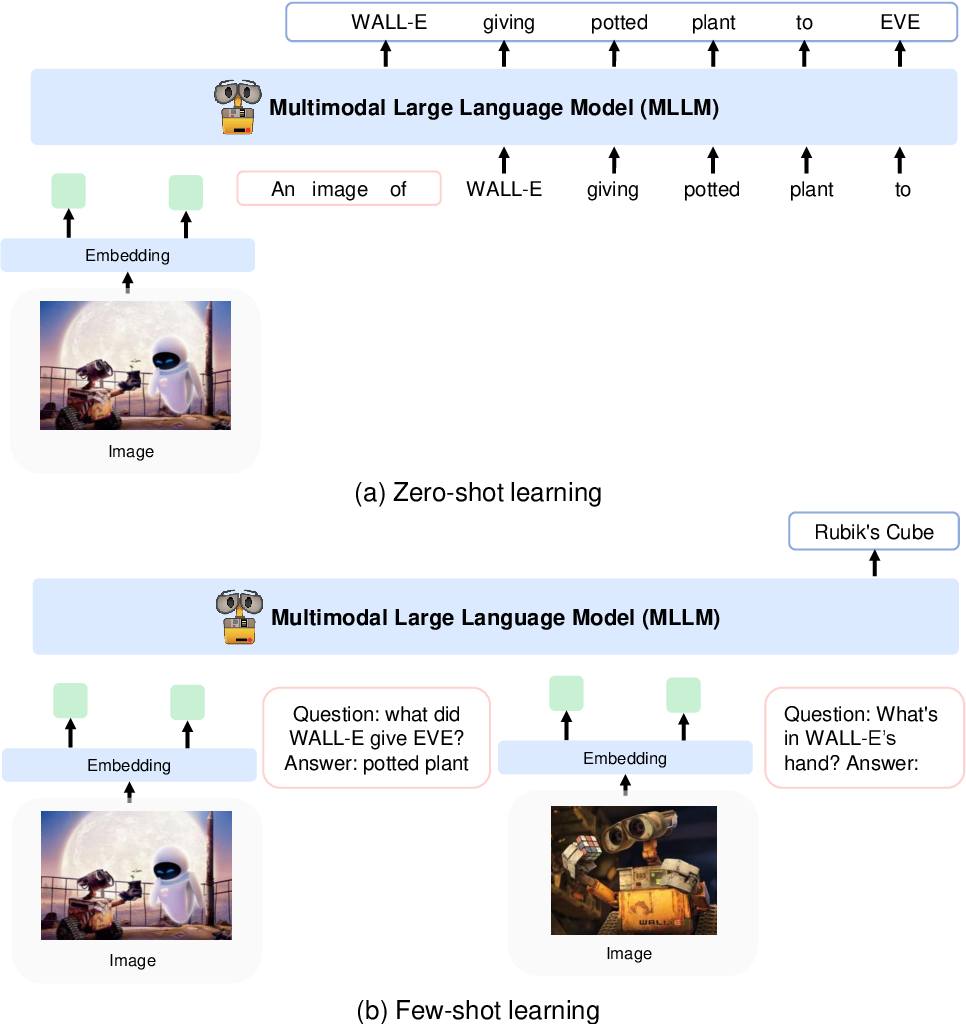 WALL-E giving potted plant to EVE
Multimodal Large Language Model (MLLM)
An image of WALL-E giving potted plant to
Embedding
Image
(a) Zero-shot learning
Rubik's Cube
Multimodal Large Language Model (MLLM)
Question: what did
WALL-E give EVE?
Answer: potted plant
Question: What's
in WALL-E's
hand? Answer:
Embedding
Embedding
WALL-E
Image
Image
(b) Few-shot learning